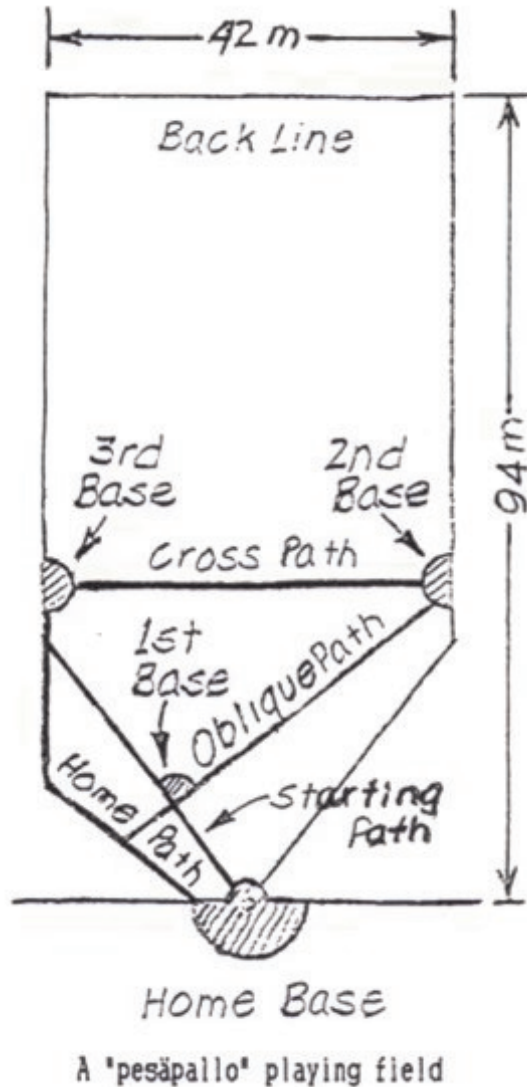 42 m
Back Line
94 m
3rd
Base
2nd
Base
Cross Path
1st
Base
Oblique Path
Home Path
Starting
Path
Home Base
A "pesäpallo" playing field